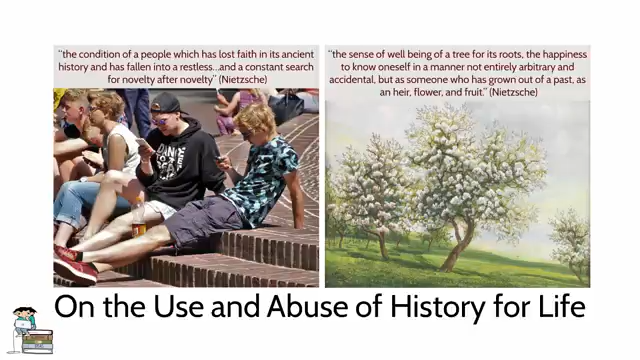 "the condition of a people which has lost faith in its ancient
history and has fallen into a restless...and a constant search
for novelty after novelty" (Nietzsche)
"the sense of well being of a tree for its roots, the happiness
to know oneself in a manner not entirely arbitrary and
accidental, but as someone who has grown out of a past, as
an heir, flower, and fruit." (Nietzsche)
On the Use and Abuse of History for Life